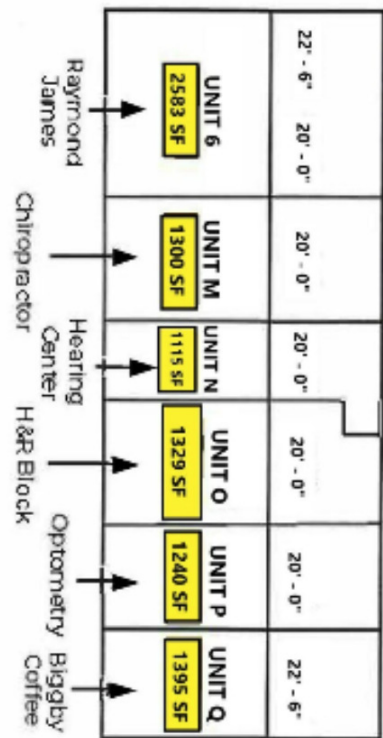 22' - 6" 20' - 0"
UNIT 6
2583 SF
Raymond
James
20' - 0"
UNIT M
1300 SF
Chiropractor
20' - 0"
UNIT N
1115 SF
Hearing
Center
20' - 0"
UNIT O
1329 SF
H&R Block
20' - 0"
UNIT P
1240 SF
Optometry
22' - 6"
UNIT Q
1395 SF
Biggby
Coffee